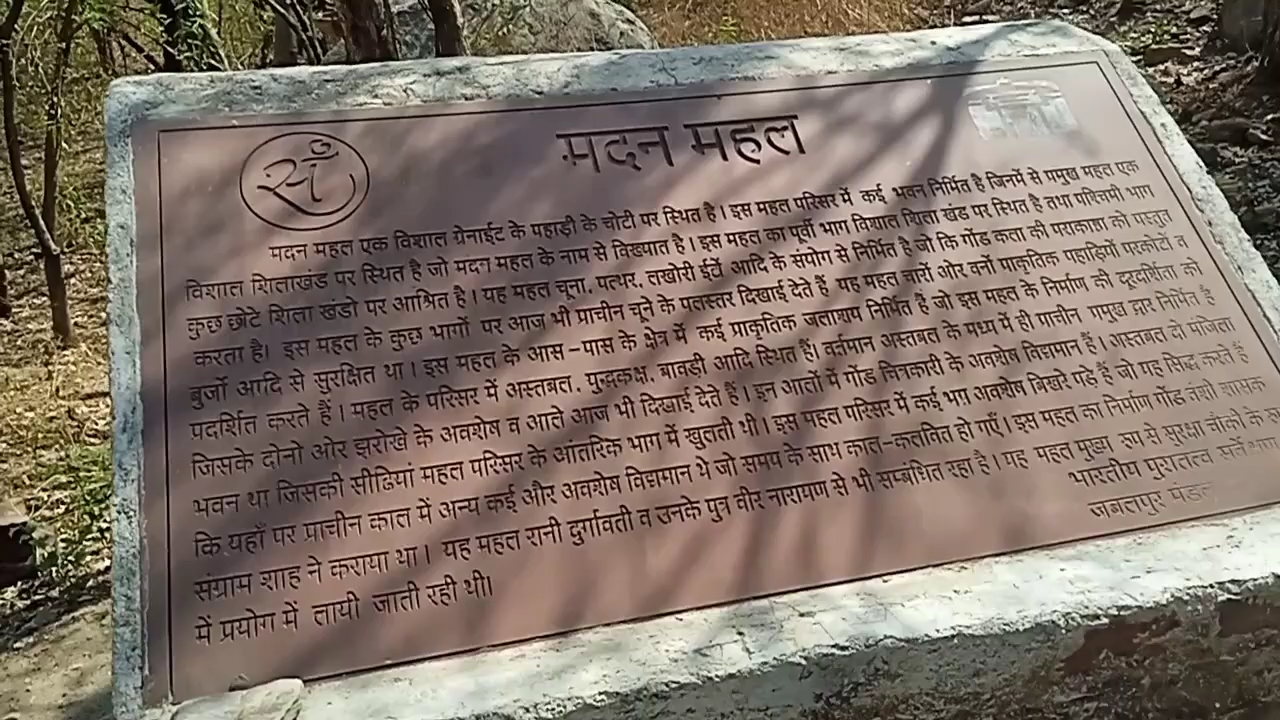 सं
मदन महल
मदन महल एक विशाल ग्रेनाईट के पहाडी के चोटी पर स्थित है । इस महल परिसर में कई भवन निर्मित है जिनमें से प्रमुख महल एक
विशाल शिलाखंड पर स्थित है जो मदन महल के नाम से विख्यात है । इस महल का पूर्वी भाग विशाल शिला खंड पर स्थित है तथा पश्चिमी भाग
कुछ छोटे शिला खंडो पर आश्रित है । यह महल चूना, पत्थर, लखोरी ईटें आदि के संयोग से निर्मित है जो कि गोंड कला की पराकाष्ठा को प्रस्तुत
करता है। इस महल के कुछ भागों पर आज भी प्राचीन चूने के पलस्तर दिखाई देते हैं यह महल चारों ओर वनों प्राकृतिक पहाड़ियों परकोटों व
बुर्जो आदि से सुरक्षित था । इस महल के आस -पास के क्षेत्र में कई प्राकृतिक जलाशय निर्मित है जो इस महल के निर्माण की दूरदर्शिता को
प्रदर्शित करते हैं । महल के परिसर में अस्तबल, युद्धकक्ष, बावडी आदि स्थित हैं। वर्तमान अस्तबल के मध्य में ही प्राचीन प्रमुख द्वार निर्मित है
जिसके दोनो ओर झरोखे के अवशेष व आले आज भी दिखाई देते हैं । इन आलों में गोंड चित्रकारी के अवशेष विद्यमान हैं । अस्तबल दो मंजिला
भवन था जिसकी सीढियां महल परिसर के आंतरिक भाग में खुलती थी । इस महल परिसर में कई भग्न अवशेष बिखरे पड़े हैं जो यह सिद्ध करते हैं
कि यहाँ पर प्राचीन काल में अन्य कई और अवशेष विद्यमान थे जो समय के साथ काल-कलवित हो गएँ । इस महल का निर्माण गोंड वंशी शासक
संग्राम शाह ने कराया था । यह महल रानी दुर्गावती व उनके पुत्र वीर नारायण से भी सम्बंधित रहा है । यह महल मुख्य रुप से सुरक्षा चौकी के
में प्रयोग में लायी जाती रही थी।
भारतीय पुरातत्व
जबलपुर मंडल